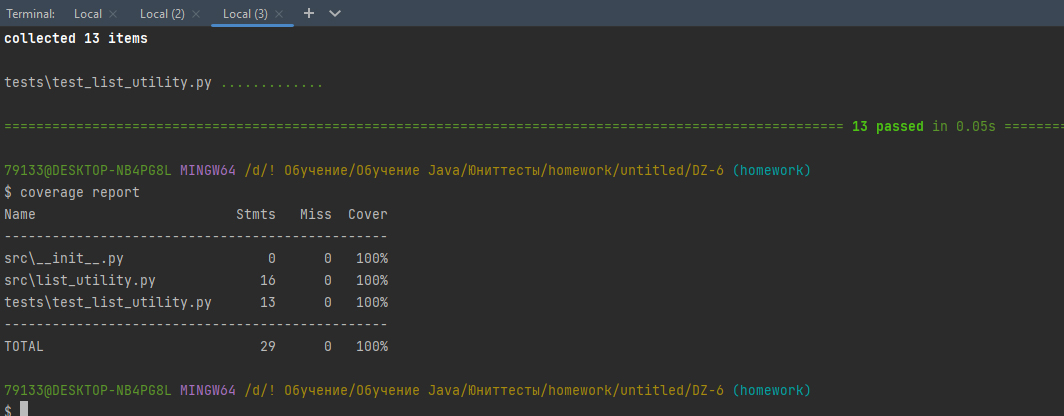 Terminal: Local × Local (2) × Local (3) × +
collected 13 items
tests\test_list_utility.py .............
========================================================================================================= 13 passed in 0.05s ========
79133@DESKTOP-NB4PG8L MINGW64 /d/! Обучение/Обучение Java/Юниттесты/homework/untitled/DZ-6 (homework)
$ coverage report
Name                         Stmts   Miss  Cover
------------------------------------------------
src\__init__.py                  0      0   100%
src\list_utility.py             16      0   100%
tests\test_list_utility.py      13      0   100%
------------------------------------------------
TOTAL                           29      0   100%
79133@DESKTOP-NB4PG8L MINGW64 /d/! Обучение/Обучение Java/Юниттесты/homework/untitled/DZ-6 (homework)
$